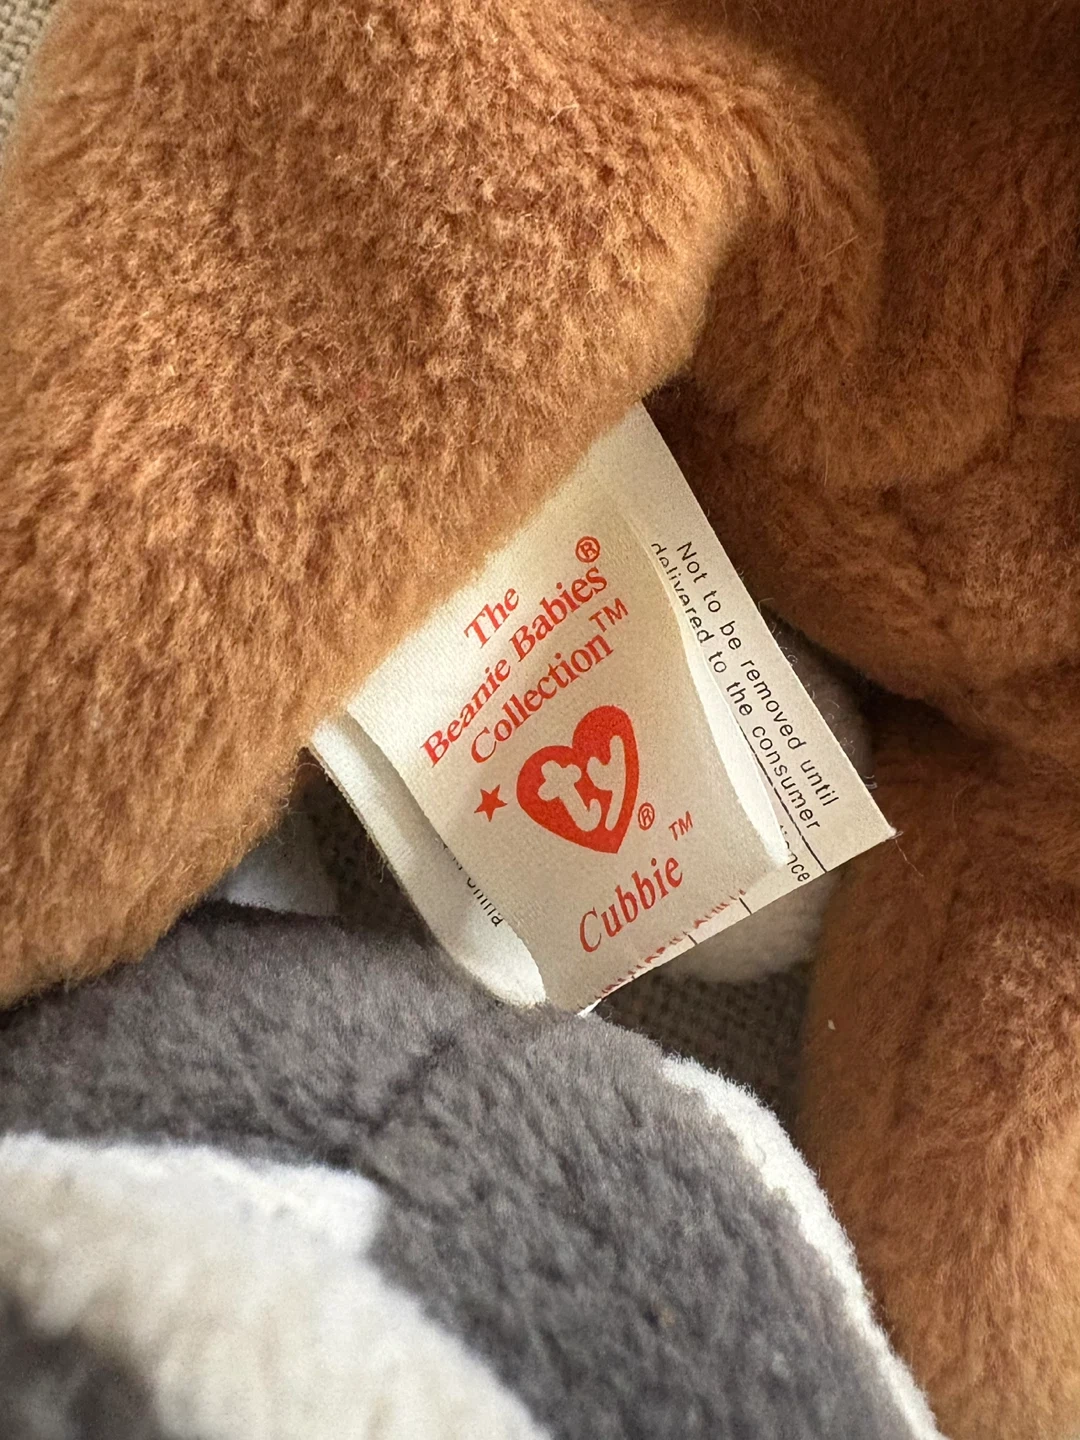 The
Beanie Babies®
Collection™
★ ty®
Cubbie™
Not to be removed until
delivered to the consumer